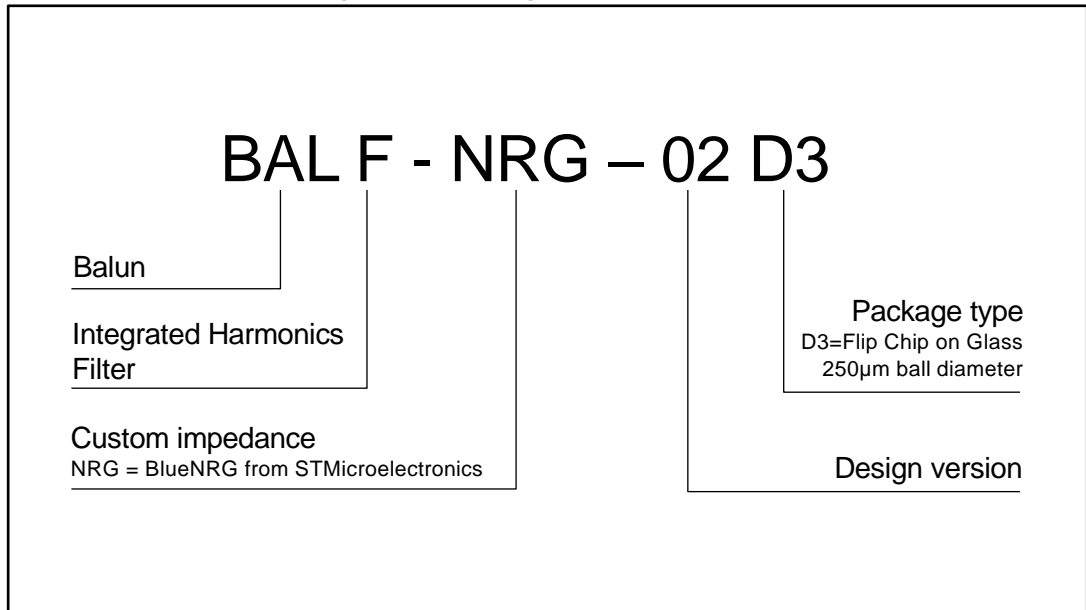 BAL F - NRG – 02 D3
Balun
Integrated Harmonics
Filter
Custom impedance
NRG = BlueNRG from STMicroelectronics
Package type
D3=Flip Chip on Glass
250µm ball diameter
Design version